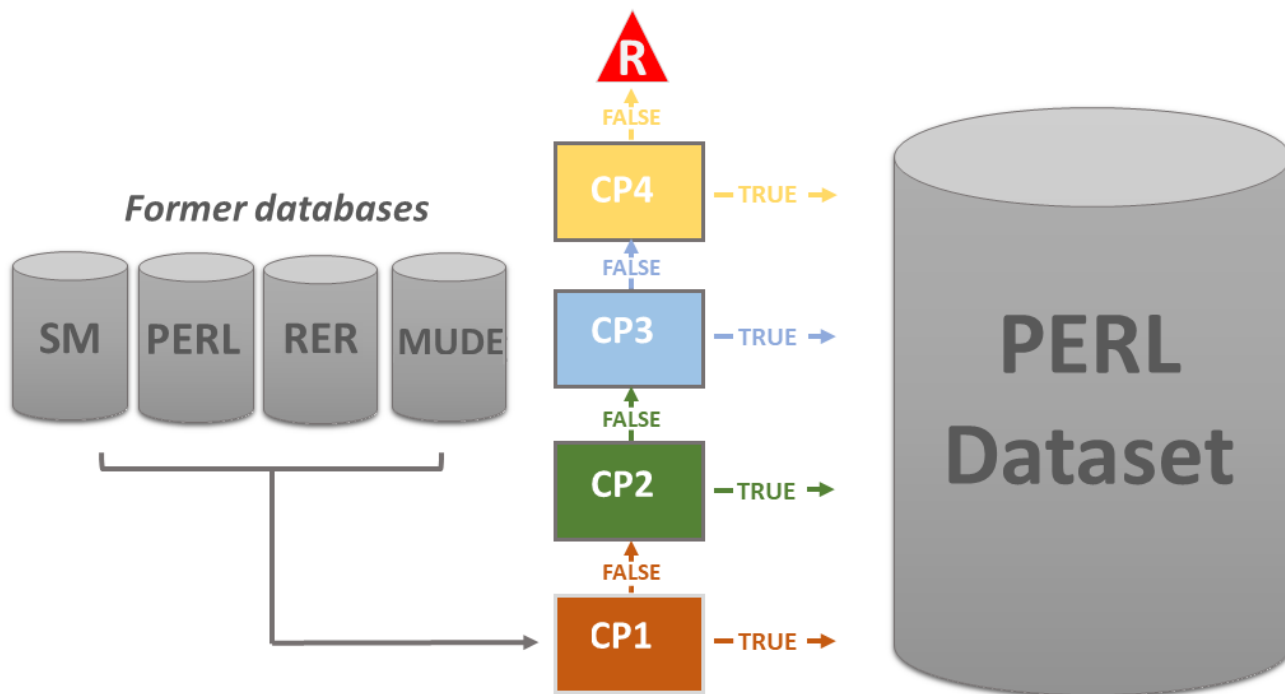 R
FALSE
CP4
TRUE
Former databases
FALSE
SM
PERL
RER
MUDE
CP3
TRUE
PERL
Dataset
FALSE
CP2
TRUE
FALSE
CP1
TRUE